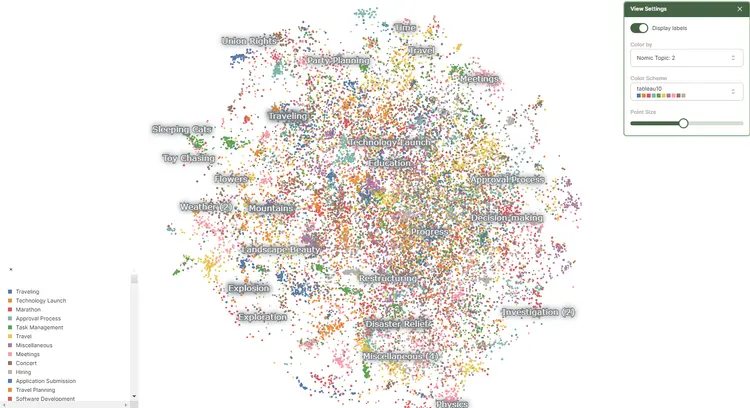 View Settings
Display labels
Color by
Nomic Topic: 2
Color Scheme
tableau10
Point Size
Time
Union Rights
Travel
Party Planning
Meetings
Traveling
Sleeping Cats
Technology Launch
Toy Chasing
Education
Flowers
Approval Process
Weather (2)
Mountains
Decision-making
Progress
Landscape Beauty
Restructuring
Explosion
Investigation (2)
Exploration
Disaster Relief
Miscellaneous (4)
Physics
Traveling
Technology Launch
Marathon
Approval Process
Task Management
Travel
Miscellaneous
Meetings
Concert
Hiring
Application Submission
Travel Planning
Software Development